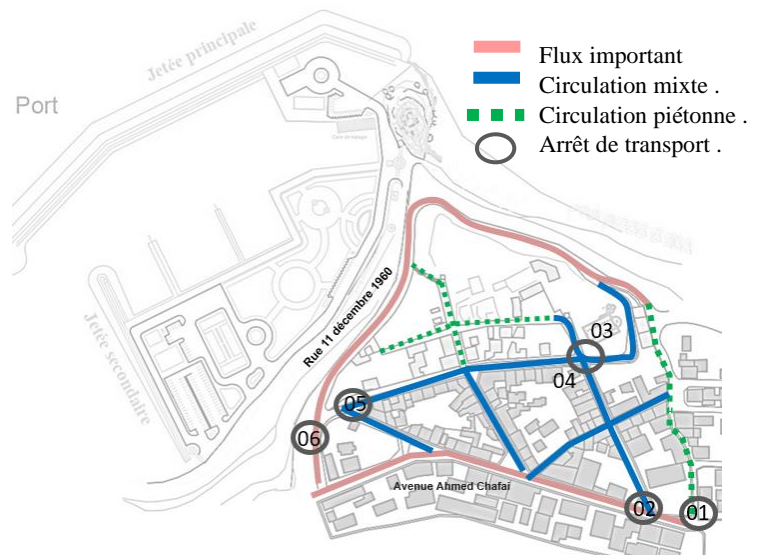 Jetée principale
Port
Flux important
Circulation mixte .
Circulation piétonne .
Arrêt de transport .
Rue 11 décembre 1960
Jetée secondaire
03
04
05
06
Avenue Ahmed Chafaï
02
01